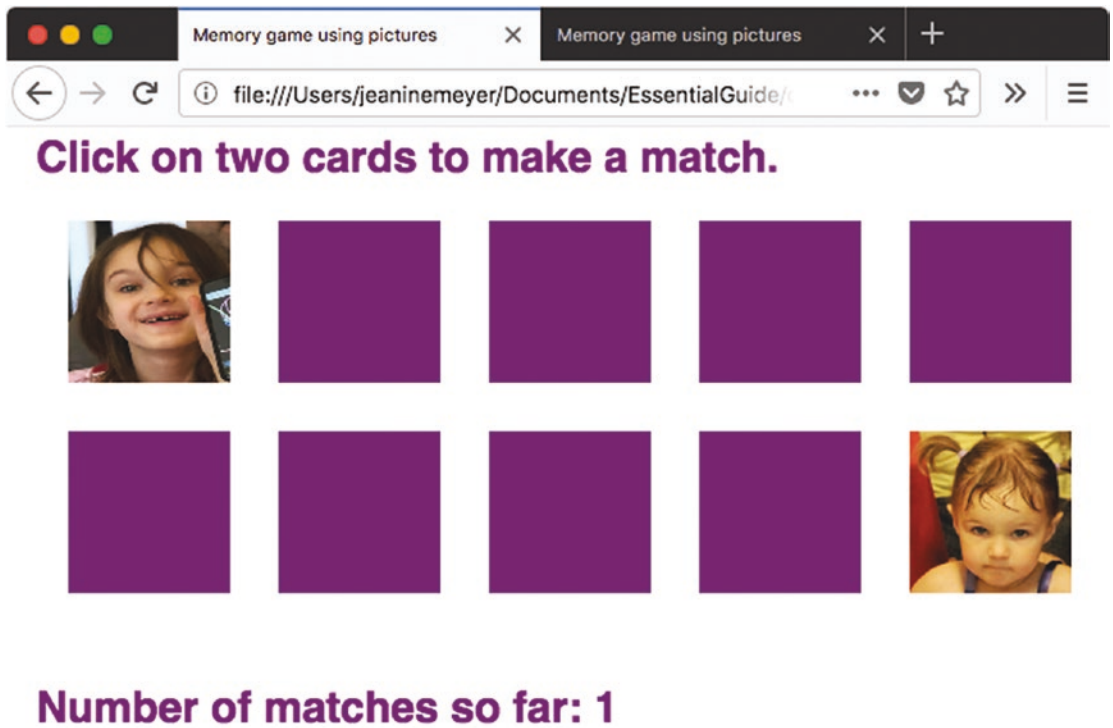 Memory game using pictures
Memory game using pictures
file:///Users/jeaninemeyer/Documents/EssentialGuide/
Click on two cards to make a match.
Number of matches so far: 1